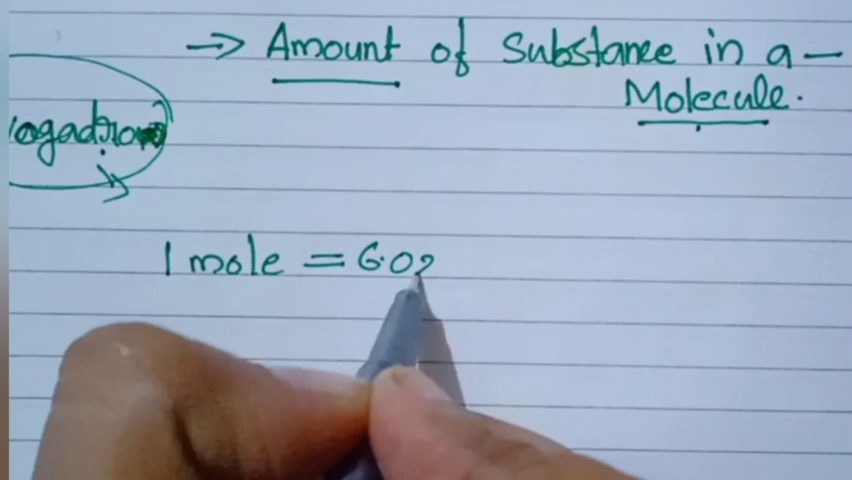 → Amount of Substance in a —
Molecule.
ogadro
1 mole = 6.02